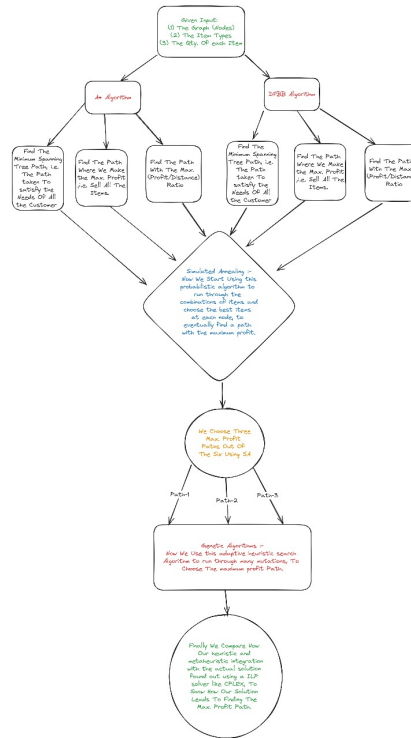 Given Input:
(1) The Graph (Nodes)
(2) The Item Types
(3) The Qty. Of each Item
A* Algorithm
DFBB Algorithm
Find The
Minimum Spanning
Tree Path, i.e.
The Path
taken To
satisfy the
Needs Of All
the Customer
Find The Path
Where We Make
the Max. Profit
i.e. Sell All The
Items.
Find The Path
With The Max.
(Profit/Distance)
Ratio
Find The
Minimum Spanning
Tree Path, i.e.
The Path
taken To
satisfy the
Needs Of All
the Customer
Find The Path
Where We Make
the Max. Profit
i.e. Sell All The
Items.
Find The Path
With The Max.
(Profit/Distance)
Ratio
Simulated Annealing :-
Now We Start Using this
probabilistic algorithm to
run through the
combinations of items and
choose the best items
at each node, to
eventually find a path
with the maximum profit.
We Choose Three
Max. Profit
Paths Out OF
The Six Using SA
Path-1
Path-2
Path-3
Genetic Algorithms :-
Now We Use this adaptive heuristic search
Algorithm to run through many mutations, To
Choose The maximum profit Path.
Finally We Compare How
Our heuristic and
metaheuristic integration
with the actual solution
found out using a ILP
solver like CPLEX, To
Show How Our Solution
Leads To Finding The
Max. Profit Path.